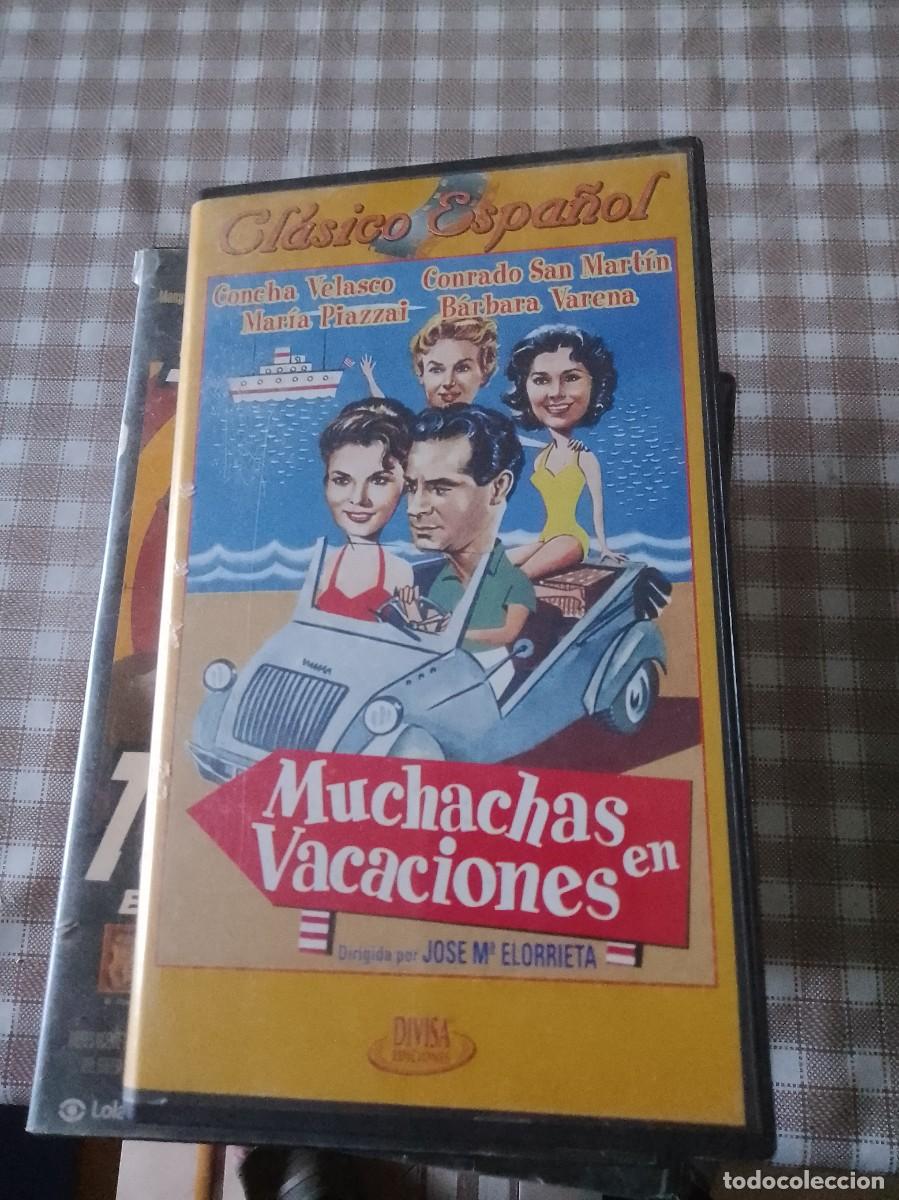 Clásico Español
Concha Velasco Conrado San Martín
María Piazzai Bárbara Varena
Muchachas en
Vacaciones
Dirigida por JOSE Mª ELORRIETA
DIVISA
EDICIONES
Lola
todocoleccion